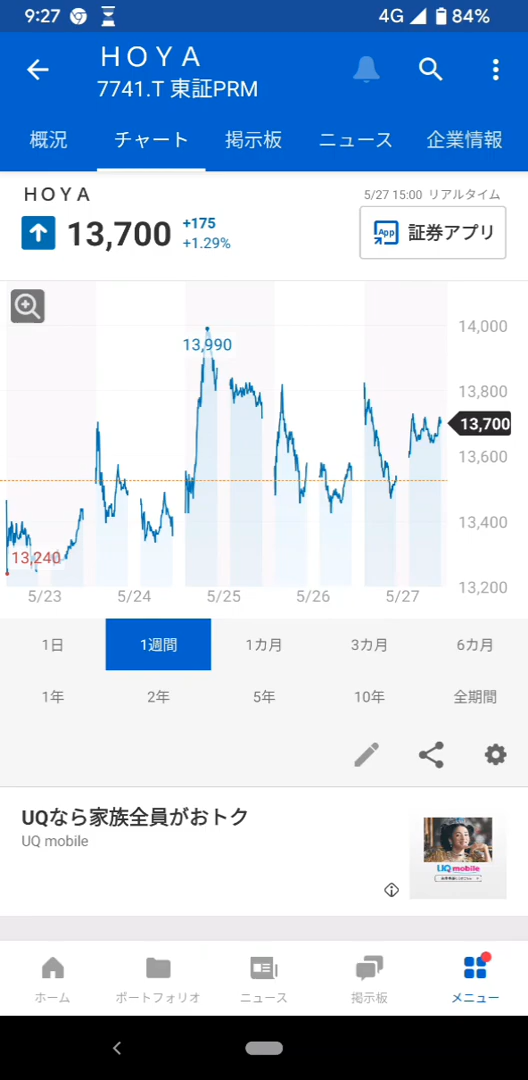 9:27 4G 84%
ＨＯＹＡ
7741.T 東証PRM
概況 チャート 掲示板 ニュース 企業情報
ＨＯＹＡ
5/27 15:00 リアルタイム
13,700
+175
+1.29%
App 証券アプリ
14,000
13,990
13,800
13,700
13,600
13,400
13,240
13,200
5/23 5/24 5/25 5/26 5/27
1日 1週間 1カ月 3カ月 6カ月
1年 2年 5年 10年 全期間
UQなら家族全員がおトク
UQ mobile
UQ mobile
ホーム ポートフォリオ ニュース 掲示板 メニュー